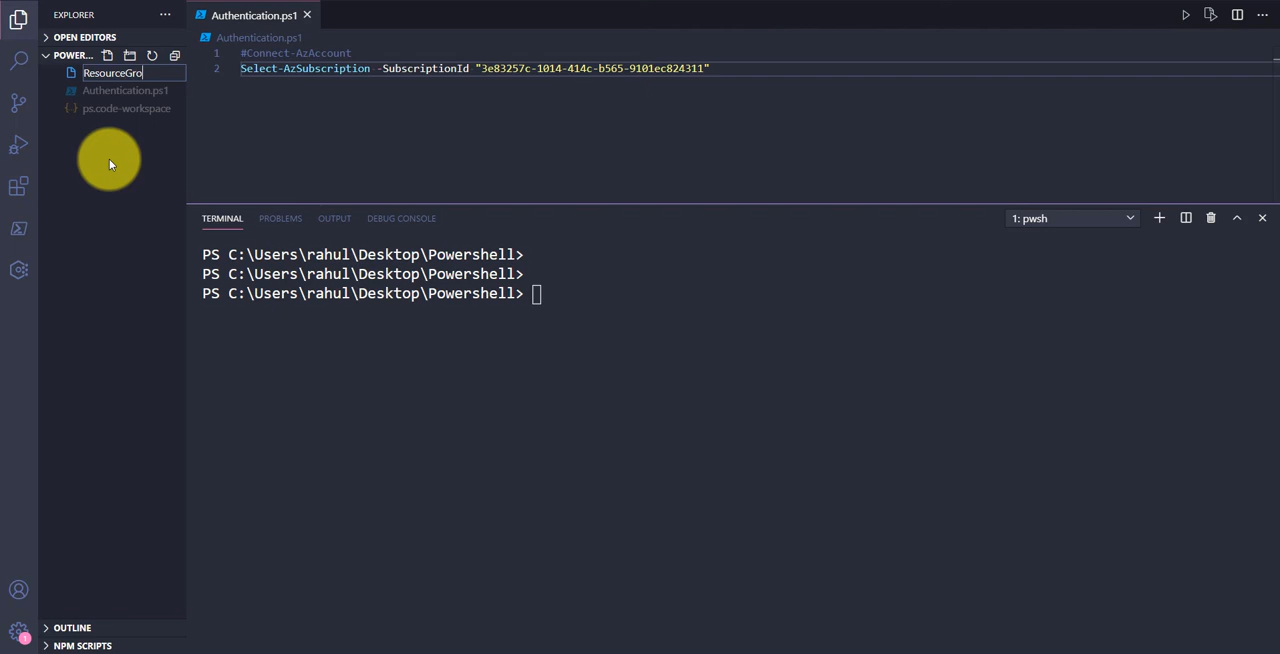 EXPLORER ...
Authentication.ps1
OPEN EDITORS
POWER...
Authentication.ps1
1 #Connect-AzAccount
2 Select-AzSubscription -SubscriptionId "3e83257c-1014-414c-b565-9101ec824311"
ResourceGro
Authentication.ps1
{} ps.code-workspace
TERMINAL PROBLEMS OUTPUT DEBUG CONSOLE 1: pwsh
PS C:\Users\rahul\Desktop\Powershell>
PS C:\Users\rahul\Desktop\Powershell>
PS C:\Users\rahul\Desktop\Powershell>
OUTLINE
1
NPM SCRIPTS